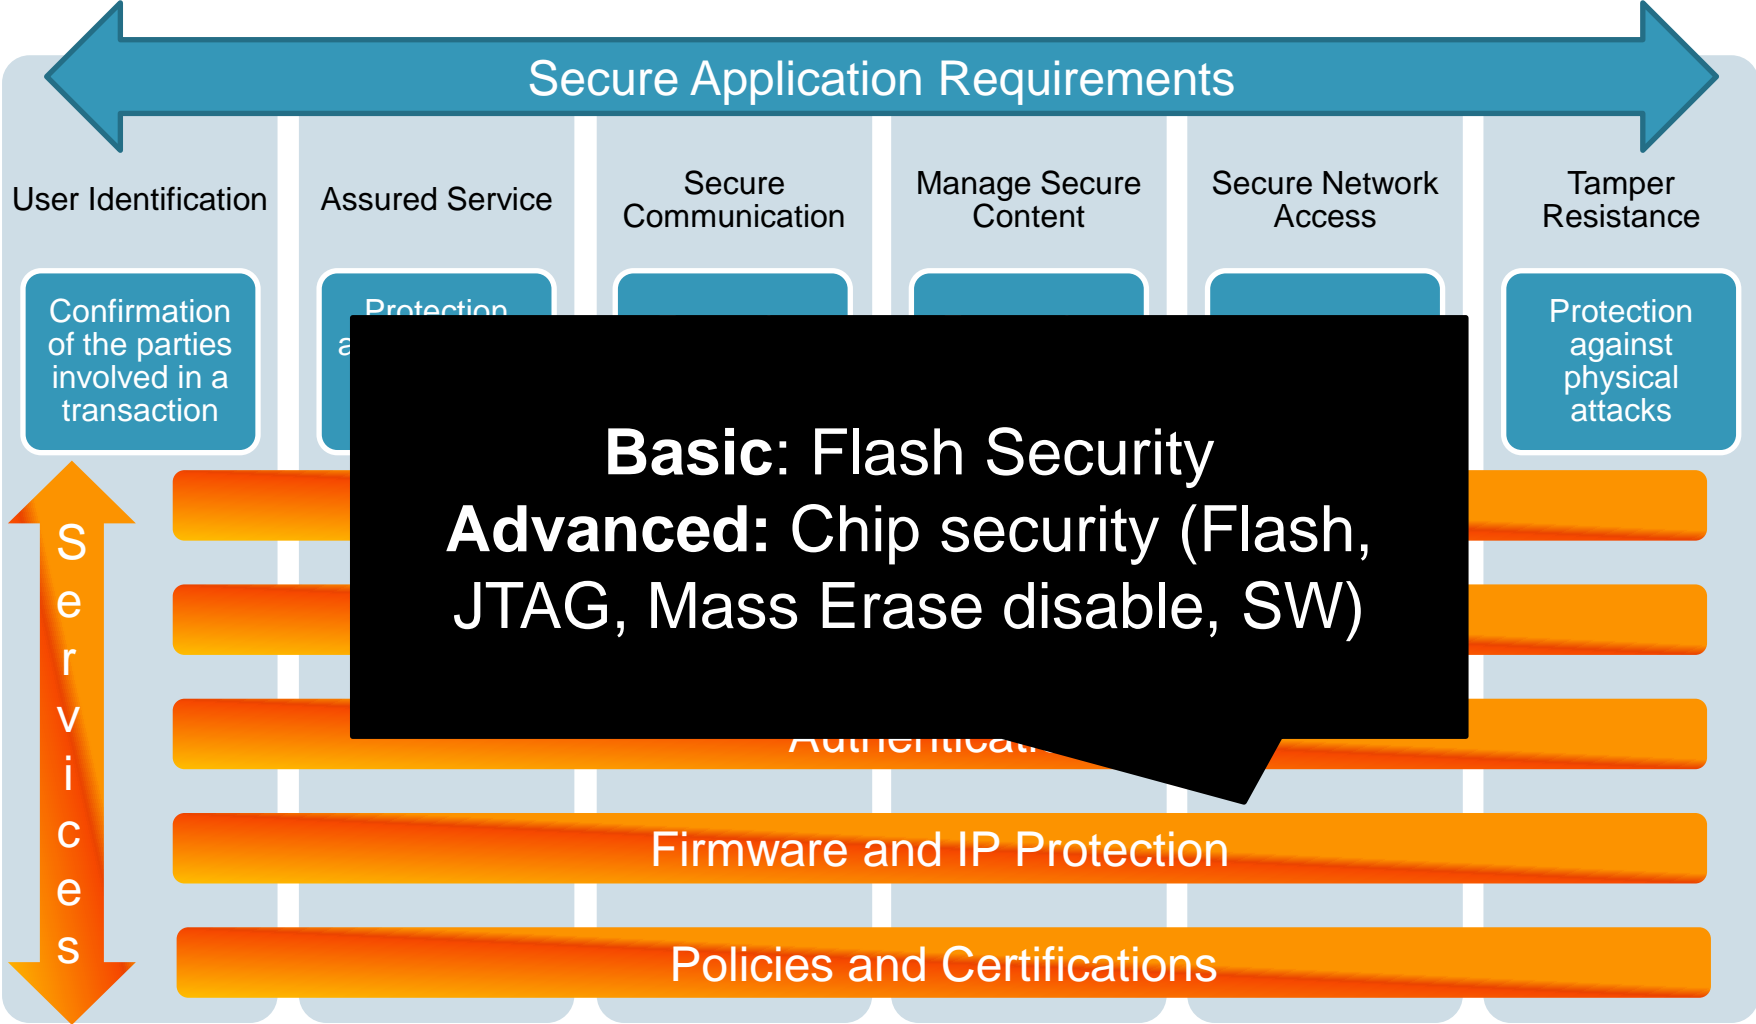 Secure Application Requirements
User Identification
Assured Service
Secure
Communication
Manage Secure
Content
Secure Network
Access
Tamper
Resistance
Confirmation
of the parties
involved in a
transaction
Protection
Protection
against
physical
attacks
Basic: Flash Security
Advanced: Chip security (Flash,
JTAG, Mass Erase disable, SW)
Services
Firmware and IP Protection
Policies and Certifications